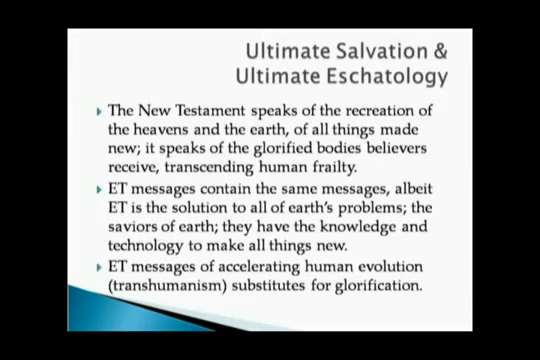 Ultimate Salvation &
Ultimate Eschatology
The New Testament speaks of the recreation of
the heavens and the earth, of all things made
new; it speaks of the glorified bodies believers
receive, transcending human frailty.
ET messages contain the same messages, albeit
ET is the solution to all of earth's problems; the
saviors of earth; they have the knowledge and
technology to make all things new.
ET messages of accelerating human evolution
(transhumanism) substitutes for glorification.